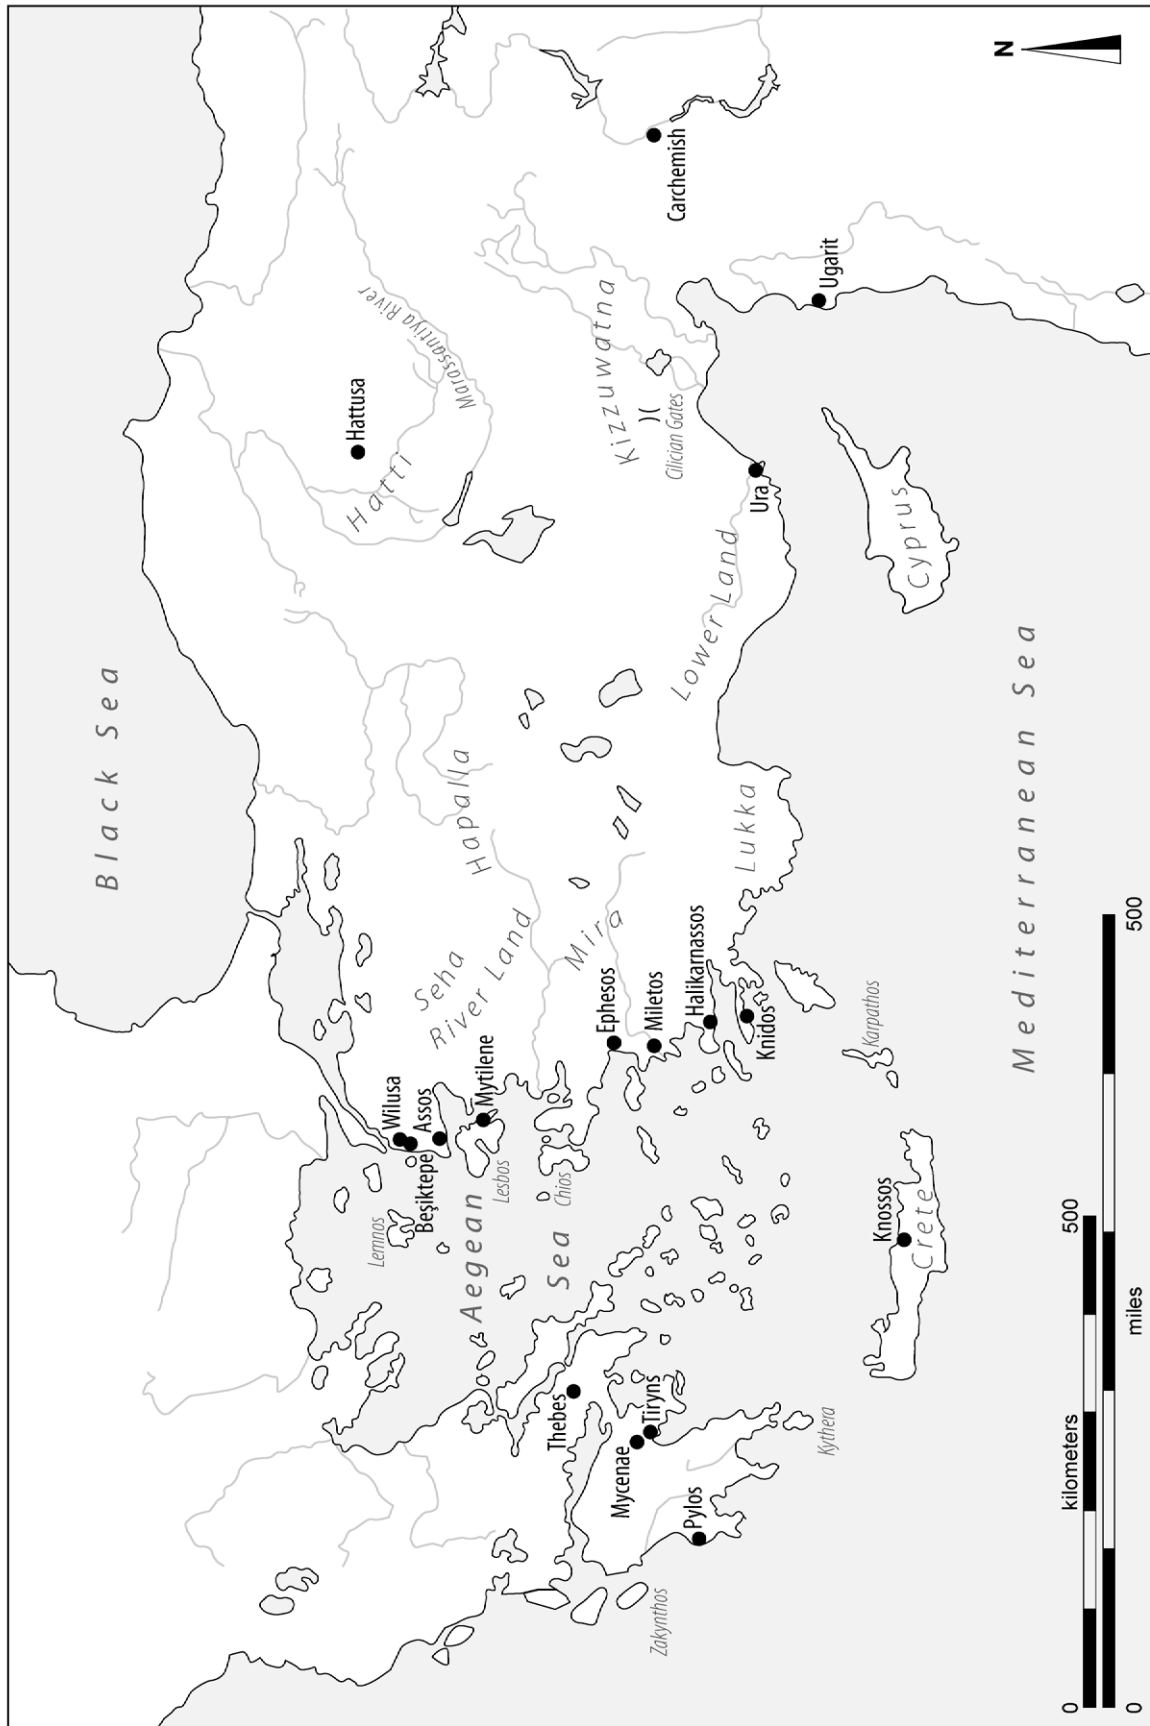 Black Sea
N
Hattusa
Hatti
Marassantiya River
Carchemish
Kizzuwatna
Cilician Gates
Ugarit
Ura
Lower Land
Cyprus
Hapalla
Seha
River Land
Mira
Lukka
Wilusa
Beşiktepe
Assos
Mytilene
Lesbos
Lemnos
Aegean
Sea
Chios
Ephesos
Miletos
Halikarnassos
Knidos
Karpathos
Thebes
Mycenae
Tiryns
Pylos
Zakynthos
Kythera
Knossos
Crete
Mediterranean Sea
0
kilometers
500
0
miles
500